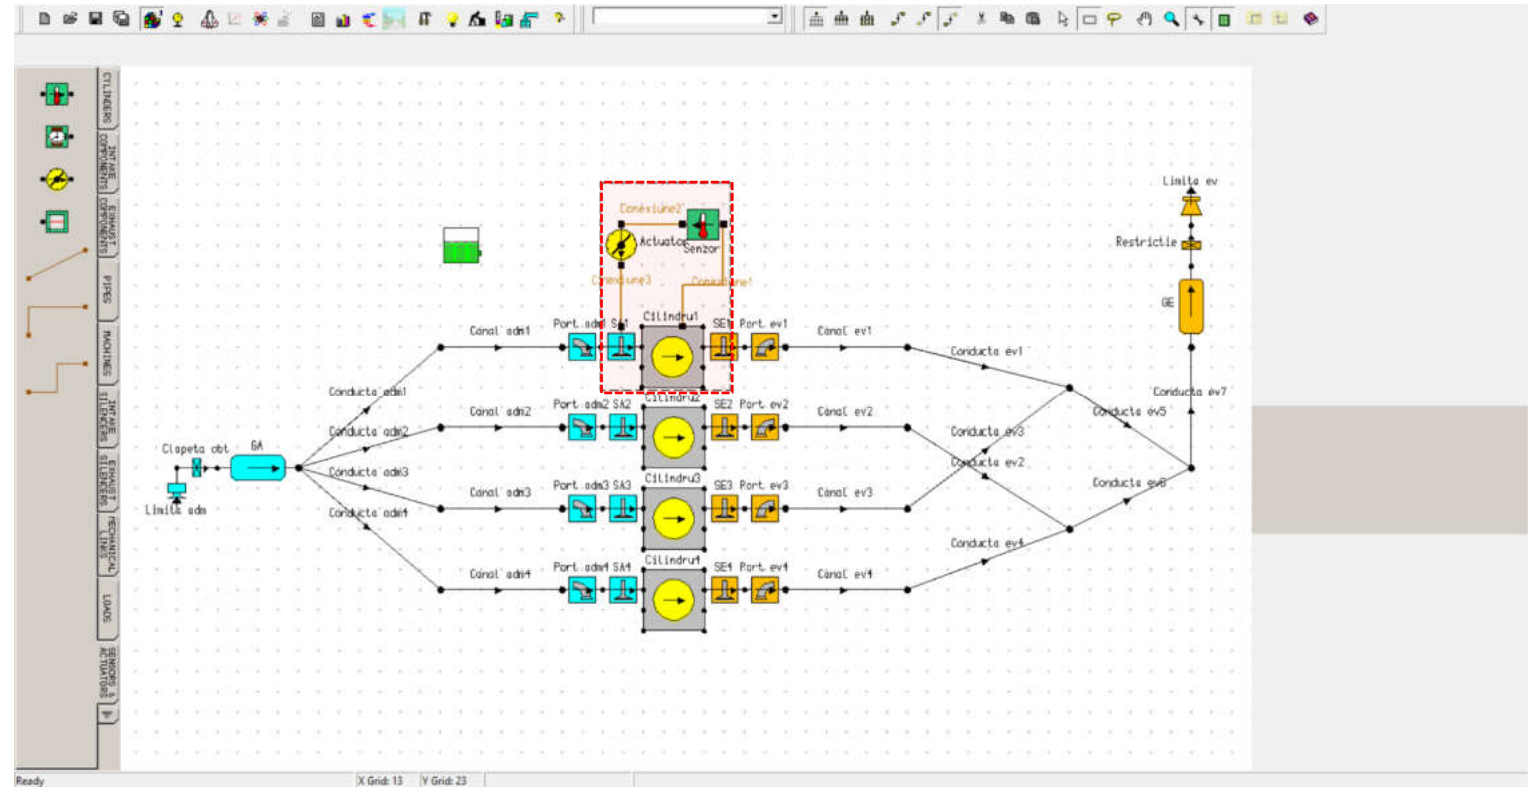 CYLINDERS
INTAKE
COMPONENTS
EXHAUST
COMPONENTS
PIPES
MACHINES
INTAKE
SILENCERS
EXHAUST
SILENCERS
MECHANICAL
LINKS
LOADS
SENSORS &
ACTUATORS
Limita ev
Conexiune2
Actuator
Senzor
Restrictie
Conexiune3
Conexiune1
GE
Canal adm1
Port adm1
SA1
Cilindru1
SE1
Port ev1
Canal ev1
Conducta ev1
Conducta adm1
Conducta ev7
Canal adm2
Port adm2
SA2
Cilindru2
SE2
Port ev2
Canal ev2
Conducta ev5
Conducta adm2
Conducta ev3
Clapeta obt
GA
Conducta adm3
Conducta ev2
Conducta ev6
Canal adm3
Port adm3
SA3
Cilindru3
SE3
Port ev3
Canal ev3
Limita adm
Conducta adm4
Conducta ev4
Canal adm4
Port adm4
SA4
Cilindru4
SE4
Port ev4
Canal ev4
Ready
X Grid: 13
Y Grid: 23